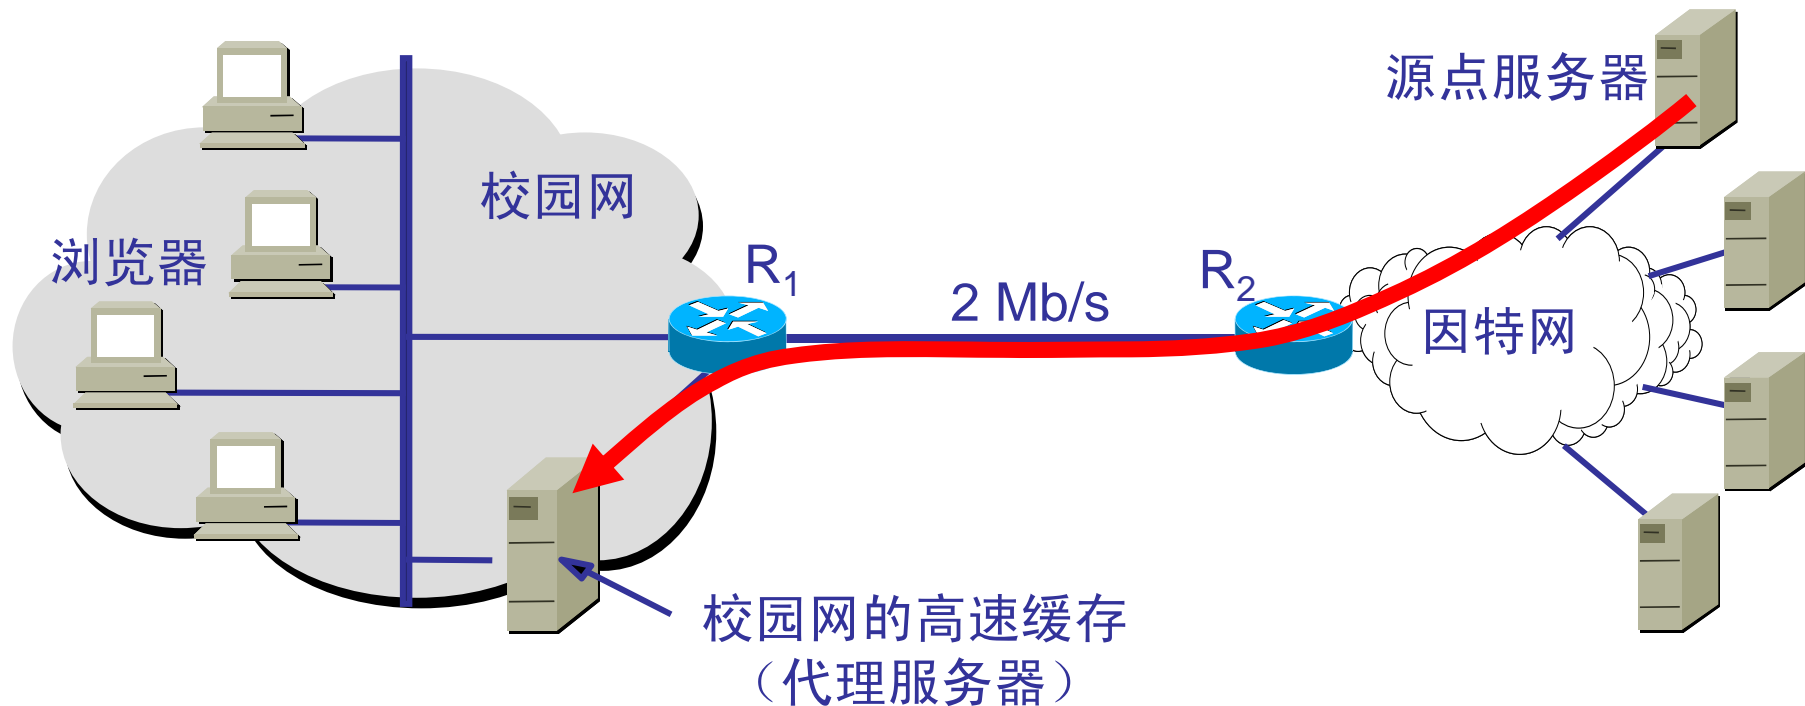 源点服务器
校园网
浏览器
R1
2 Mb/s
R2
因特网
校园网的高速缓存
（代理服务器）